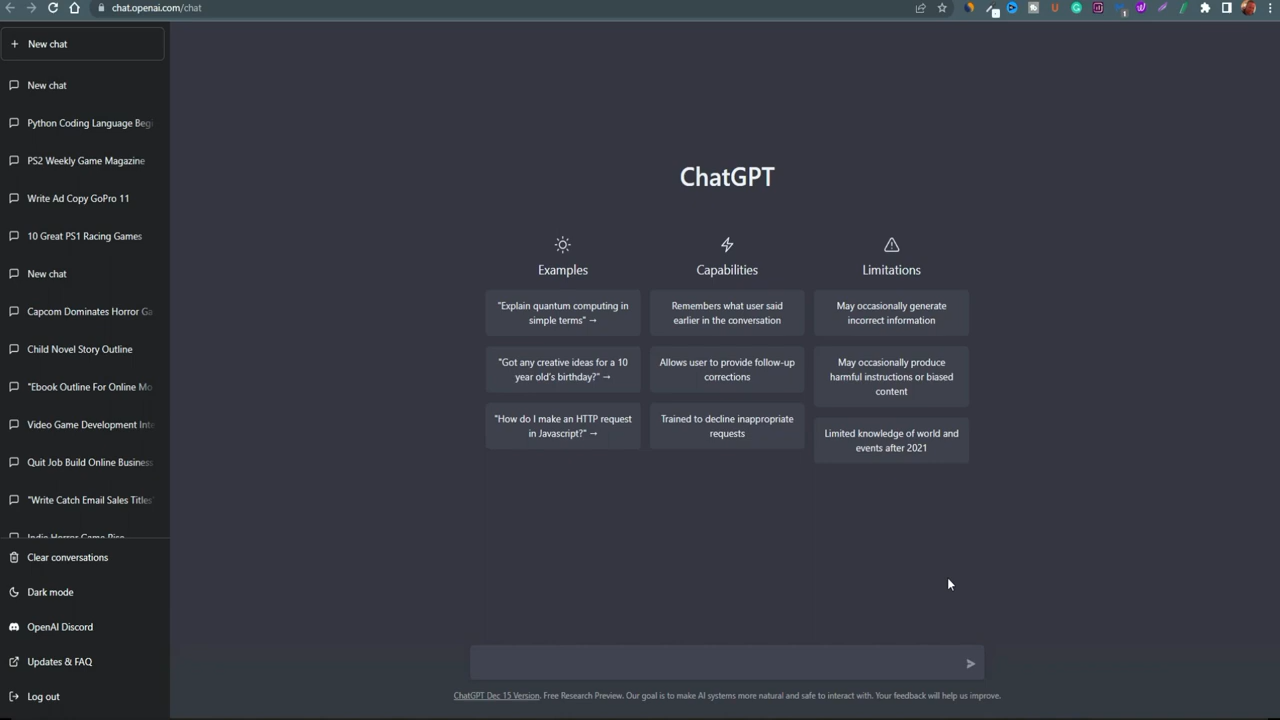 chat.openai.com/chat
New chat
New chat
Python Coding Language Beg
PS2 Weekly Game Magazine
Write Ad Copy GoPro 11
10 Great PS1 Racing Games
New chat
Capcom Dominates Horror Ga
Child Novel Story Outline
"Ebook Outline For Online Mo
Video Game Development Inte
Quit Job Build Online Business
"Write Catch Email Sales Titles"
Indie Horror Game Rise
Clear conversations
Dark mode
OpenAI Discord
Updates & FAQ
Log out
ChatGPT
Examples
"Explain quantum computing in
simple terms" →
"Got any creative ideas for a 10
year old's birthday?" →
"How do I make an HTTP request
in Javascript?" →
Capabilities
Remembers what user said
earlier in the conversation
Allows user to provide follow-up
corrections
Trained to decline inappropriate
requests
Limitations
May occasionally generate
incorrect information
May occasionally produce
harmful instructions or biased
content
Limited knowledge of world and
events after 2021
ChatGPT Dec 15 Version. Free Research Preview. Our goal is to make AI systems more natural and safe to interact with. Your feedback will help us improve.